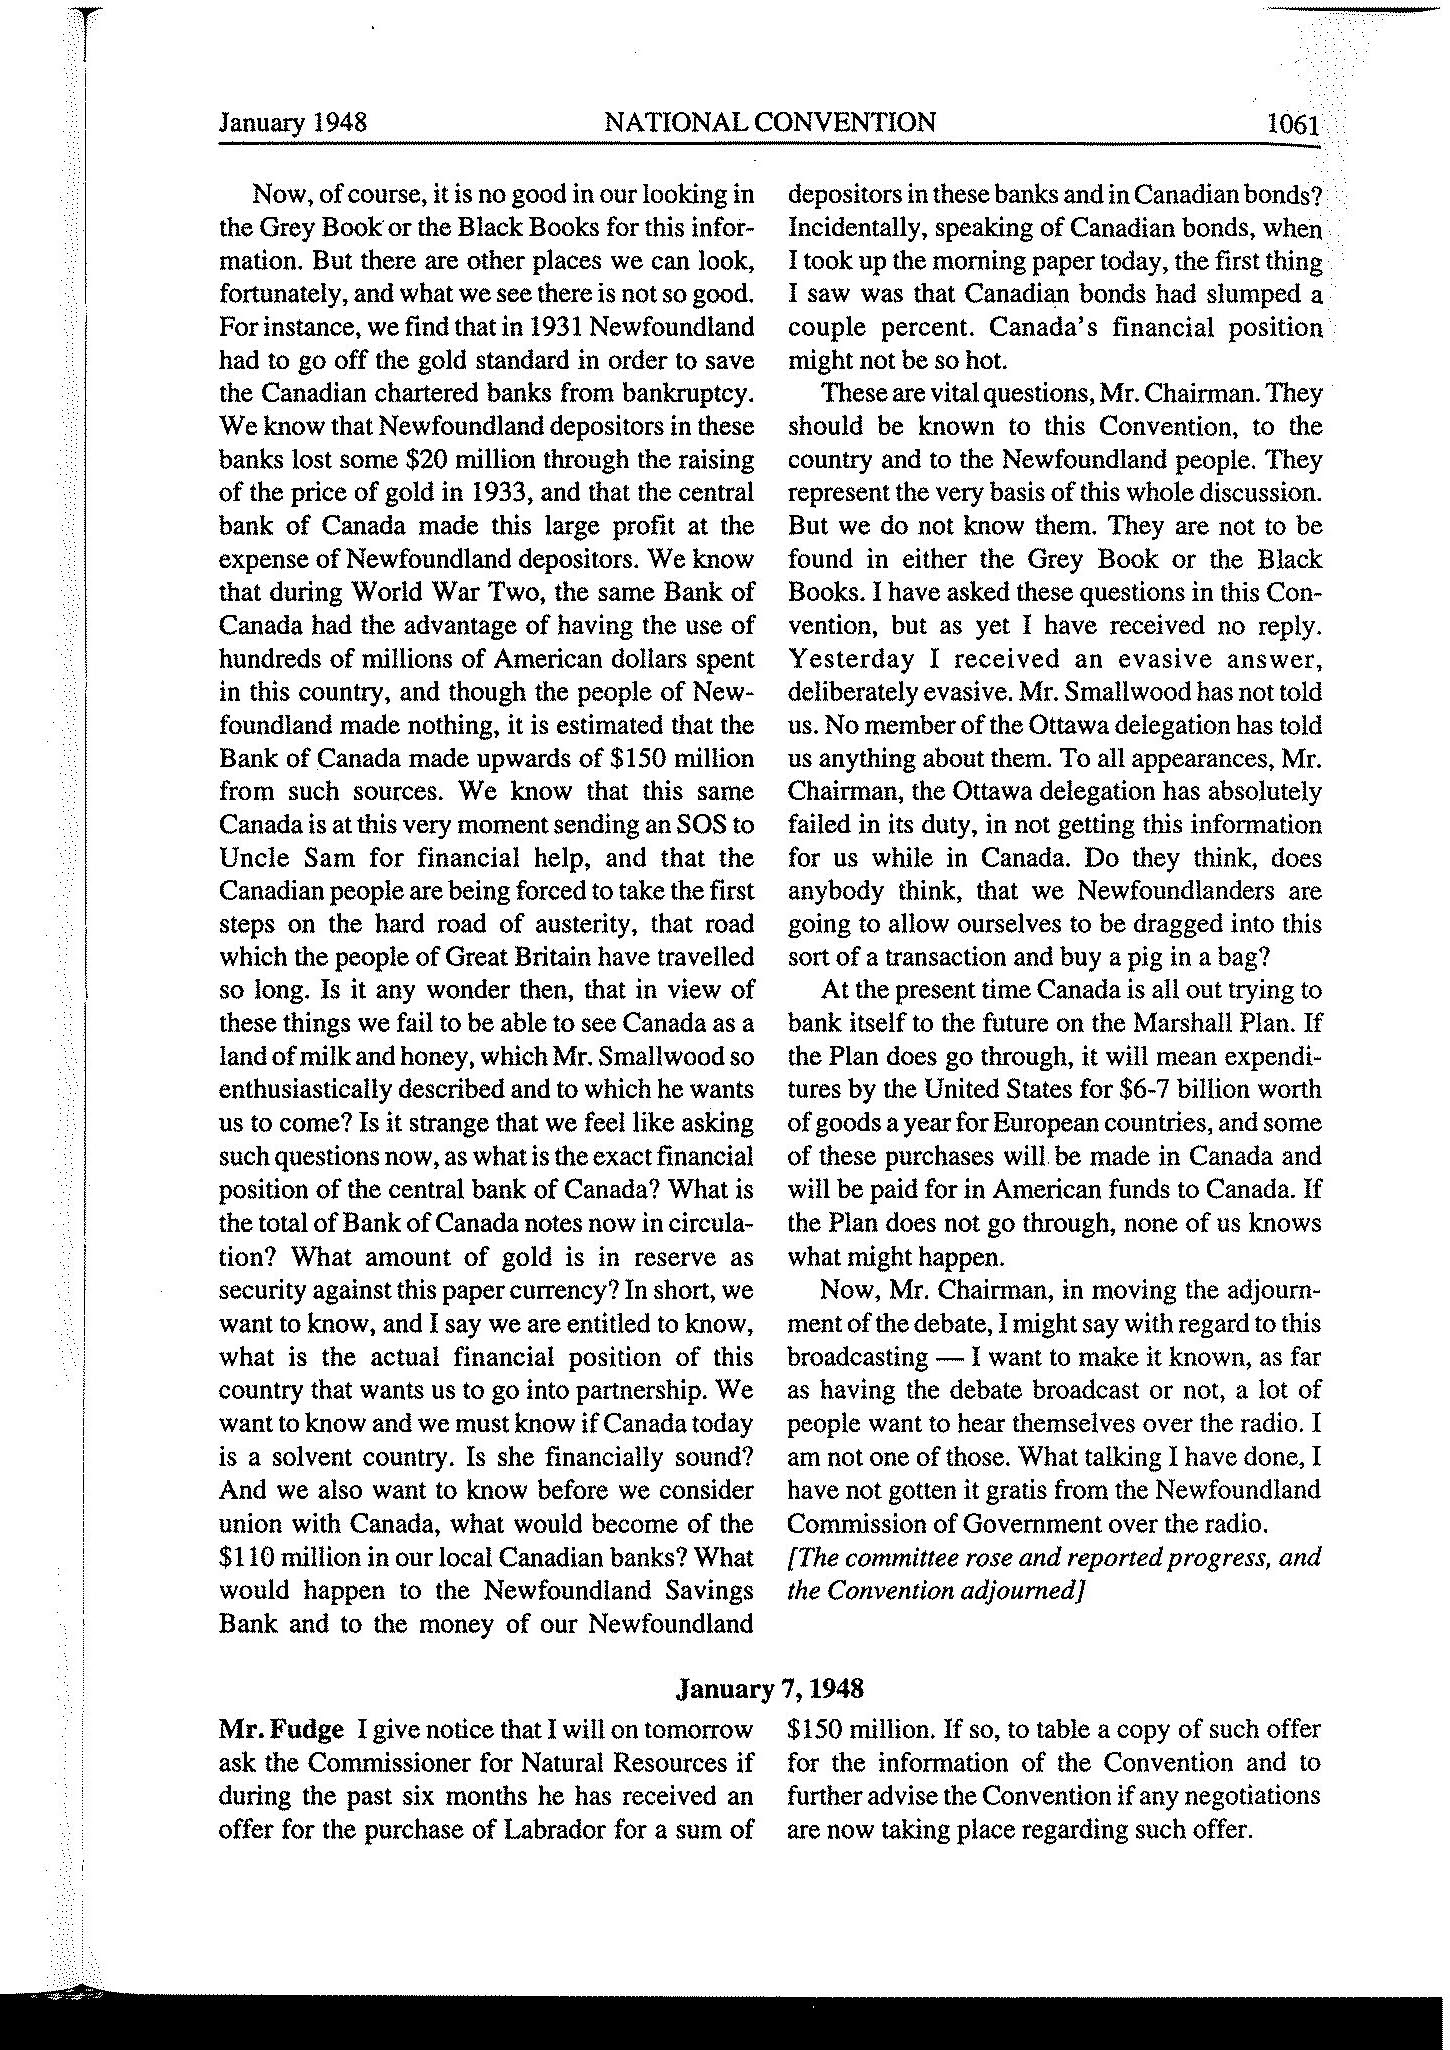 January 1948 NATIONAL CONVENTION 1061
Now, of course, it is no good in our looking in
the Grey Book or the Black Books for this infor-
mation. But there are other places we can look,
fortunately, and what we see there is not so good.
For instance, we find that in 1931 Newfoundland
had to go off the gold standard in order to save
the Canadian chartered banks from bankruptcy.
We know that Newfoundland depositors in these
banks lost some $20 million through the raising
of the price of gold in 1933, and that the central
bank of Canada made this large profit at the
expense of Newfoundland depositors. We know
that during World War Two, the same Bank of
Canada had the advantage of having the use of
hundreds of millions of American dollars spent
in this country, and though the people of New-
foundland made nothing, it is estimated that the
Bank of Canada made upwards of $150 million
from such sources. We know that this same
Canada is at this very moment sending an SOS to
Uncle Sam for financial help, and that the
Canadian people are being forced to take the first
steps on the hard road of austerity, that road
which the people of Great Britain have travelled
so long. Is it any wonder then, that in view of
these things we fail to be able to see Canada as a
land of milk and honey, which Mr. Smallwood so
enthusiastically described and to which he wants
us to come? Is it strange that we feel like asking
such questions now, as what is the exact financial
position of the central bank of Canada? What is
the total of Bank of Canada notes now in circula-
tion? What amount of gold is in reserve as
security against this paper currency? In short, we
want to know, and I say we are entitled to know,
what is the actual financial position of this
country that wants us to go into partnership. We
want to know and we must know if Canada today
is a solvent country. Is she financially sound?
And we also want to know before we consider
union with Canada, what would become of the
$110 million in our local Canadian banks? What
would happen to the Newfoundland Savings
Bank and to the money of our Newfoundland
depositors in these banks and in Canadian bonds?
Incidentally, speaking of Canadian bonds, when
I took up the morning paper today, the first thing
I saw was that Canadian bonds had slumped a
couple percent. Canada's financial position
might not be so hot.
These are vital questions, Mr. Chairman. They
should be known to this Convention, to the
country and to the Newfoundland people. They
represent the very basis of this whole discussion.
But we do not know them. They are not to be
found in either the Grey Book or the Black
Books. I have asked these questions in this Con-
vention, but as yet I have received no reply.
Yesterday I received an evasive answer,
deliberately evasive. Mr. Smallwood has not told
us. No member of the Ottawa delegation has told
us anything about them. To all appearances, Mr.
Chairman, the Ottawa delegation has absolutely
failed in its duty, in not getting this information
for us while in Canada. Do they think, does
anybody think, that we Newfoundlanders are
going to allow ourselves to be dragged into this
sort of a transaction and buy a pig in a bag?
At the present time Canada is all out trying to
bank itself to the future on the Marshall Plan. If
the Plan does go through, it will mean expendi-
tures by the United States for $6-7 billion worth
of goods a year for European countries, and some
of these purchases will be made in Canada and
will be paid for in American funds to Canada. If
the Plan does not go through, none of us knows
what might happen.
Now, Mr. Chairman, in moving the adjourn-
ment of the debate, I might say with regard to this
broadcasting — I want to make it known, as far
as having the debate broadcast or not, a lot of
people want to hear themselves over the radio. I
am not one of those. What talking I have done, I
have not gotten it gratis from the Newfoundland
Commission of Government over the radio.
[The committee rose and reported progress, and
the Convention adjourned]
January 7, 1948
Mr. Fudge I give notice that I will on tomorrow
ask the Commissioner for Natural Resources if
during the past six months he has received an
offer for the purchase of Labrador for a sum of
$150 million. If so, to table a copy of such offer
for the information of the Convention and to
further advise the Convention if any negotiations
are now taking place regarding such offer.